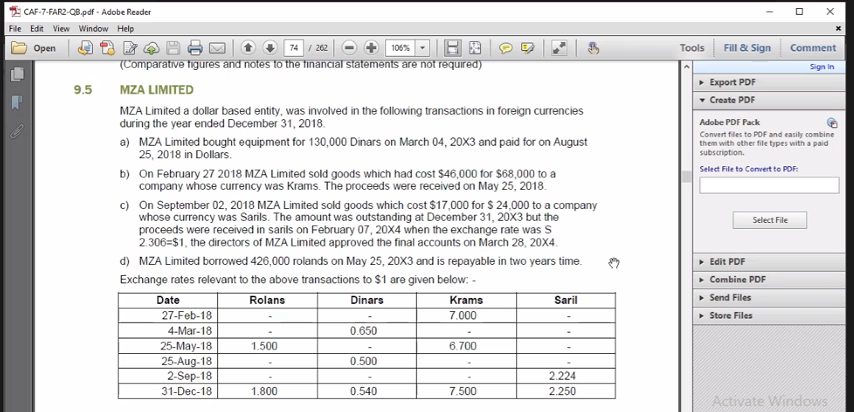 CAF-7-FAR2-QB.pdf - Adobe Reader
File Edit View Window Help
Open 74 / 262 106% Tools Fill & Sign Comment
Sign In
(Comparative figures and notes to the financial statements are not required)
9.5 MZA LIMITED
MZA Limited a dollar based entity, was involved in the following transactions in foreign currencies
during the year ended December 31, 2018.
a) MZA Limited bought equipment for 130,000 Dinars on March 04, 20X3 and paid for on August
25, 2018 in Dollars.
b) On February 27 2018 MZA Limited sold goods which had cost $46,000 for $68,000 to a
company whose currency was Krams. The proceeds were received on May 25, 2018.
c) On September 02, 2018 MZA Limited sold goods which cost $17,000 for $ 24,000 to a company
whose currency was Sarils. The amount was outstanding at December 31, 20X3 but the
proceeds were received in sarils on February 07, 20X4 when the exchange rate was S
2.306=$1, the directors of MZA Limited approved the final accounts on March 28, 20X4.
d) MZA Limited borrowed 426,000 rolands on May 25, 20X3 and is repayable in two years time.
Exchange rates relevant to the above transactions to $1 are given below: -
Date Rolans Dinars Krams Saril
27-Feb-18 - - 7.000 -
4-Mar-18 - 0.650 - -
25-May-18 1.500 - 6.700 -
25-Aug-18 - 0.500 - -
2-Sep-18 - - - 2.224
31-Dec-18 1.800 0.540 7.500 2.250
Export PDF
Create PDF
Adobe PDF Pack
Convert files to PDF and easily combine
them with other file types with a paid
subscription.
Select File to Convert to PDF:
Select File
Edit PDF
Combine PDF
Send Files
Store Files
Activate Windows